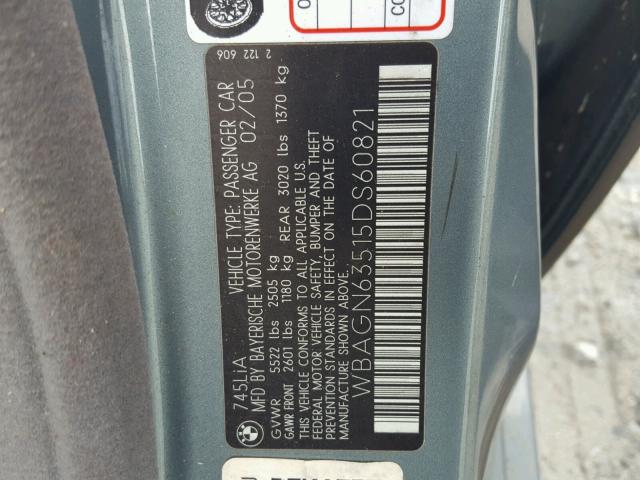 745LiA VEHICLE TYPE: PASSENGER CAR
MFD BY BAYERISCHE MOTORENWERKE AG 02/05
GVWR 5522 lbs 2505 kg
GAWR FRONT 2601 lbs 1180 kg REAR 3020 lbs 1370 kg
THIS VEHICLE CONFORMS TO ALL APPLICABLE U.S.
FEDERAL MOTOR VEHICLE SAFETY, BUMPER AND THEFT
PREVENTION STANDARDS IN EFFECT ON THE DATE OF
MANUFACTURE SHOWN ABOVE.
WBAGN63515DS60821
2 122 606